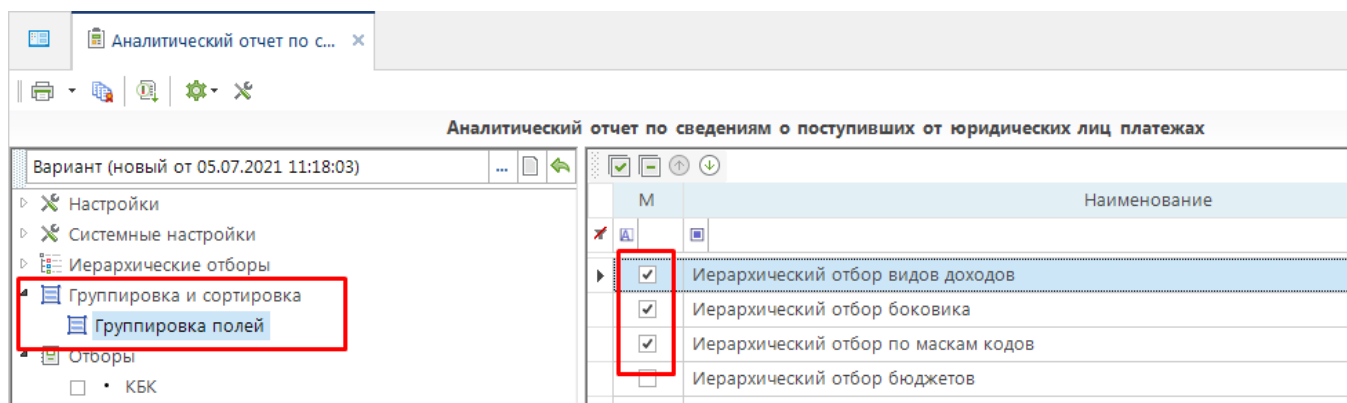 Аналитический отчет по с...
Аналитический отчет по сведениям о поступивших от юридических лиц платежах
Вариант (новый от 05.07.2021 11:18:03)
...
Настройки
Системные настройки
Иерархические отборы
Группировка и сортировка
Группировка полей
Отборы
• КБК
М
Наименование
Иерархический отбор видов доходов
Иерархический отбор боковика
Иерархический отбор по маскам кодов
Иерархический отбор бюджетов